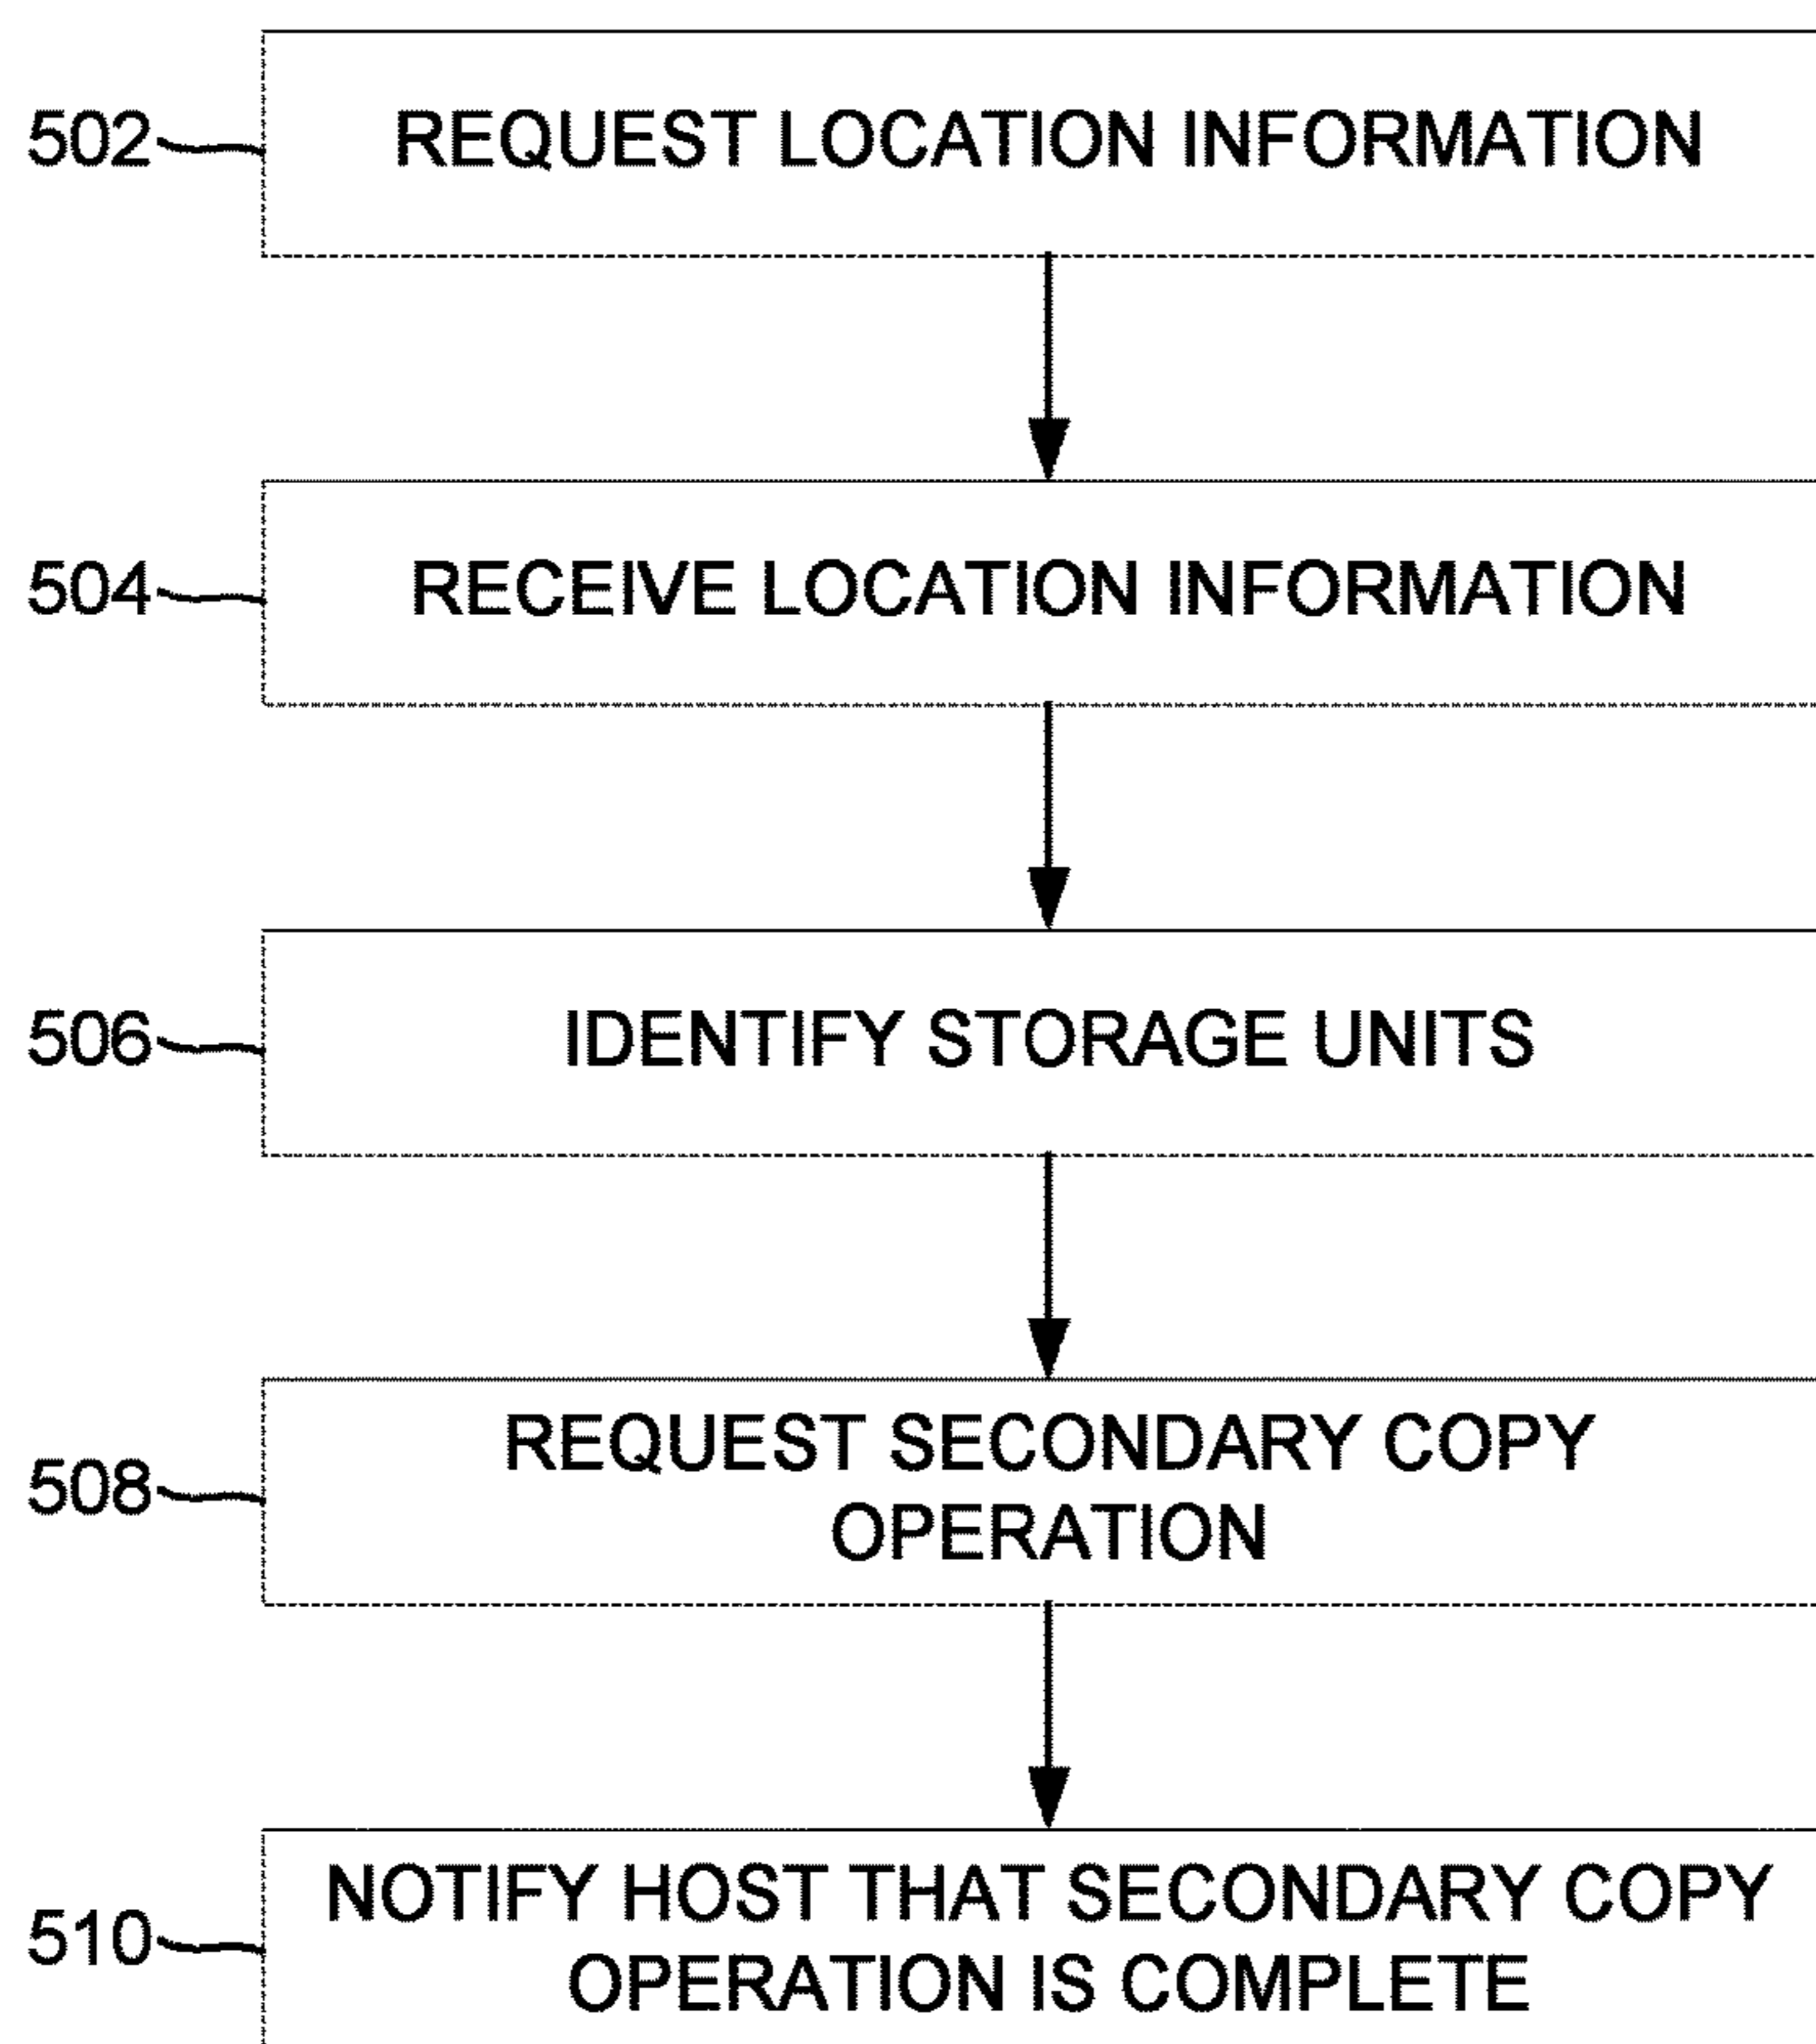 502
REQUEST LOCATION INFORMATION
504
RECEIVE LOCATION INFORMATION
506
IDENTIFY STORAGE UNITS
508
REQUEST SECONDARY COPY
OPERATION
510
NOTIFY HOST THAT SECONDARY COPY
OPERATION IS COMPLETE